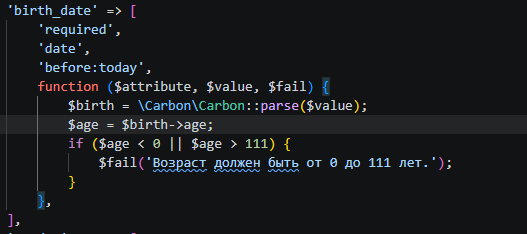 'birth_date' => [
    'required',
    'date',
    'before:today',
    function ($attribute, $value, $fail) {
        $birth = \Carbon\Carbon::parse($value);
        $age = $birth->age;
        if ($age < 0 || $age > 111) {
            $fail('Возраст должен быть от 0 до 111 лет.');
        }
    },
],